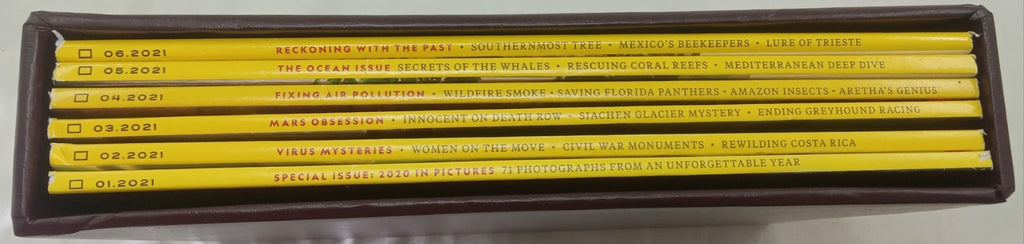 06.2021 RECKONING WITH THE PAST • SOUTHERNMOST TREE • MEXICO'S BEEKEEPERS • LURE OF TRIESTE
05.2021 THE OCEAN ISSUE SECRETS OF THE WHALES • RESCUING CORAL REEFS • MEDITERRANEAN DEEP DIVE
04.2021 FIXING AIR POLLUTION • WILDFIRE SMOKE • SAVING FLORIDA PANTHERS • AMAZON INSECTS • ARETHA'S GENIUS
03.2021 MARS OBSESSION • INNOCENT ON DEATH ROW • SIACHEN GLACIER MYSTERY • ENDING GREYHOUND RACING
02.2021 VIRUS MYSTERIES • WOMEN ON THE MOVE • CIVIL WAR MONUMENTS • REWILDING COSTA RICA
01.2021 SPECIAL ISSUE: 2020 IN PICTURES 71 PHOTOGRAPHS FROM AN UNFORGETTABLE YEAR